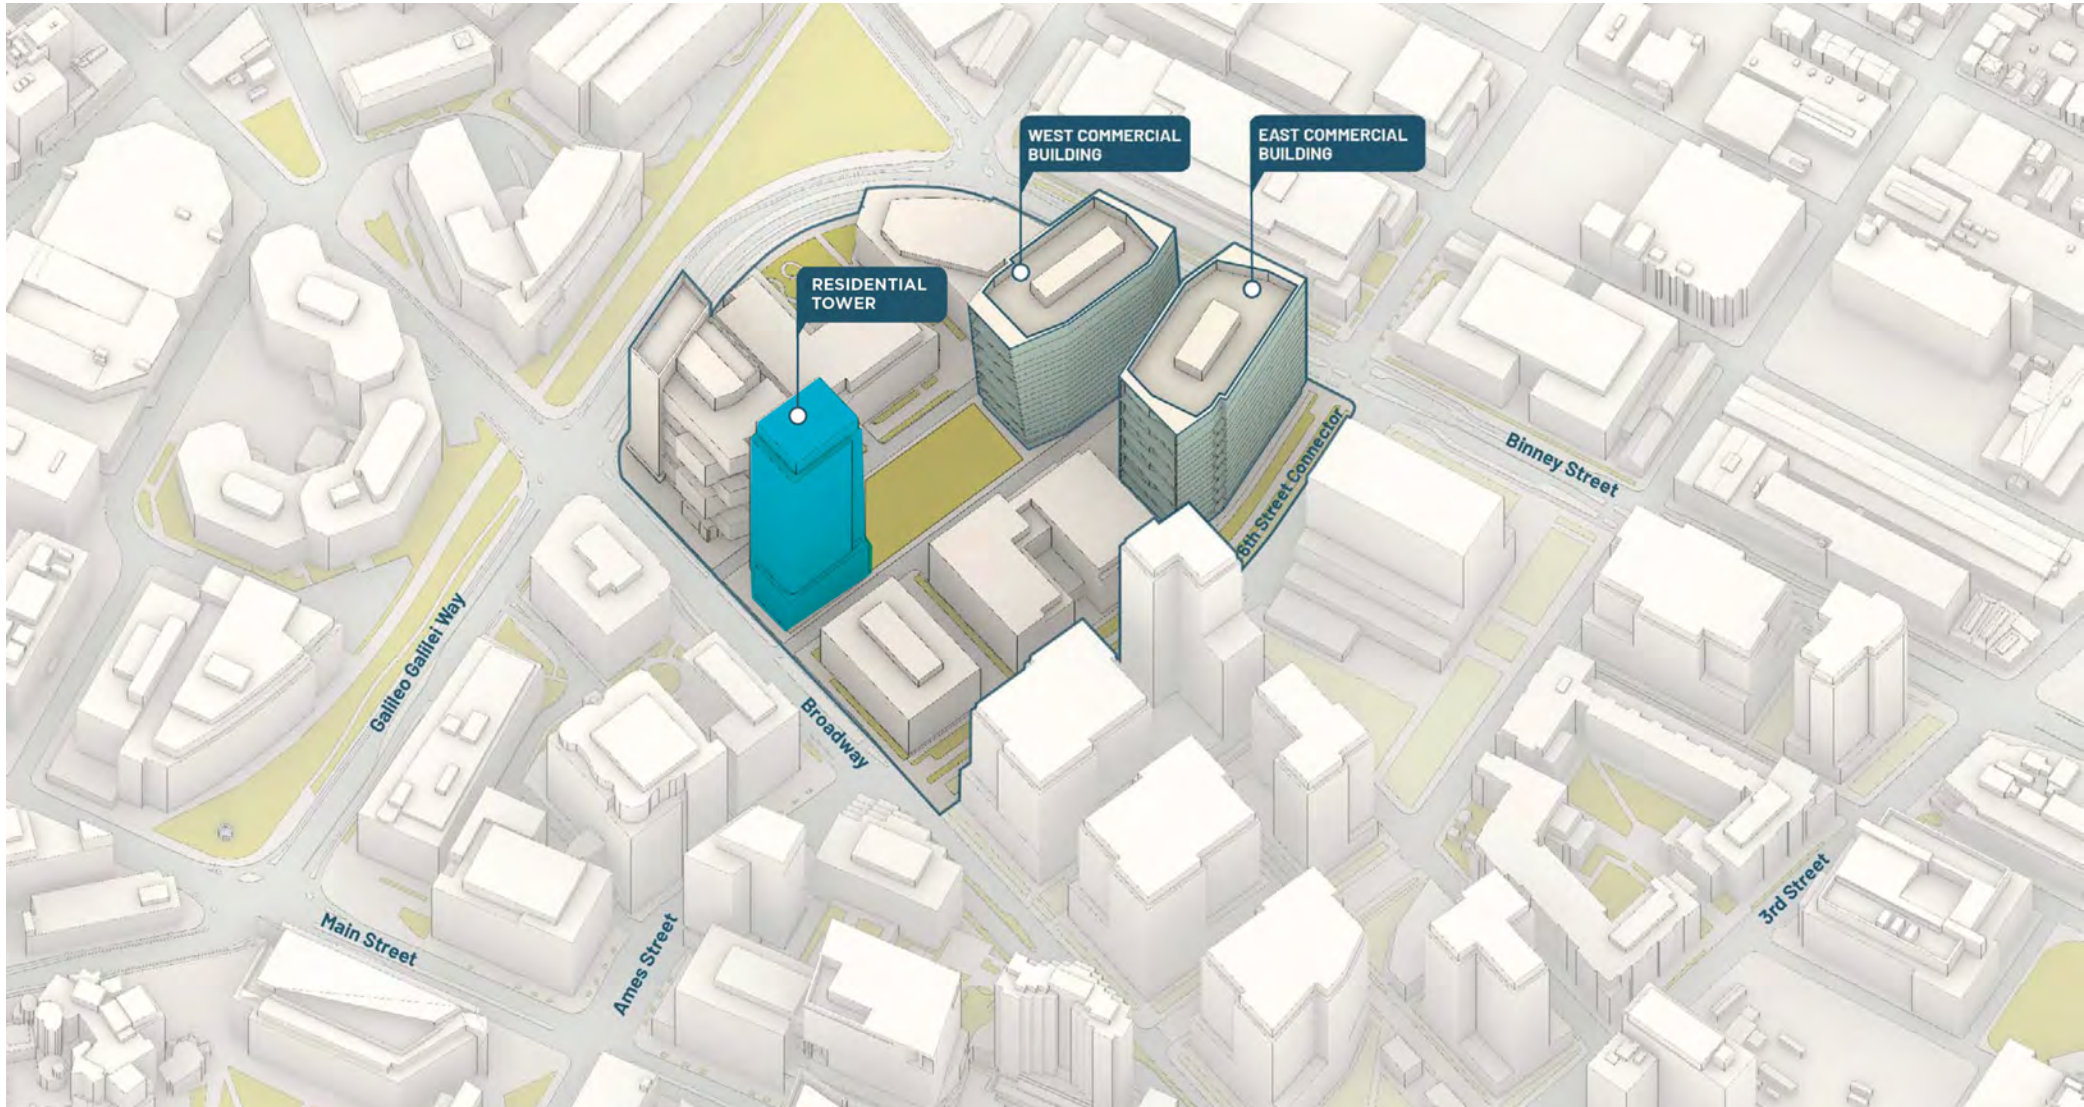 WEST COMMERCIAL
BUILDING
EAST COMMERCIAL
BUILDING
RESIDENTIAL
TOWER
Binney Street
6th Street Connector
Galileo Galilei Way
Broadway
Main Street
Ames Street
3rd Street